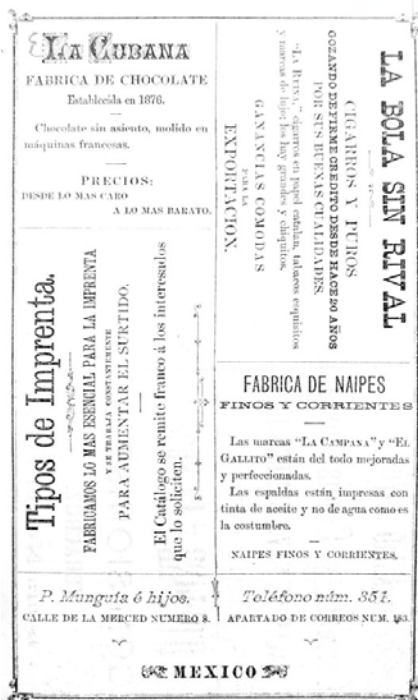 LA CUBANA
FABRICA DE CHOCOLATE
Establecida en 1876.
Chocolate sin asiento, molido en
máquinas francesas.
PRECIOS:
DESDE LO MAS CARO
A LO MAS BARATO.
LA BOLA SIN RIVAL
CIGARROS Y PUROS
GOZANDO DE FIRME CREDITO DESDE HACE 20 AÑOS
POR SUS BUENAS CUALIDADES.
"LA REINA," cigarros en papel catalan, tabacos esquisitos
y marcas de lujo; los hay grandes y chiquitos.
GANANCIAS COMODAS
PARA LA
EXPORTACION.
Tipos de Imprenta.
FABRICAMOS LO MAS ESENCIAL PARA LA IMPRENTA
Y SE TRABAJA CONSTANTEMENTE
PARA AUMENTAR EL SURTIDO.
El Catálogo se remite franco á los interesados
que lo soliciten.
FABRICA DE NAIPES
FINOS Y CORRIENTES
Las marcas "LA CAMPANA" y "EL
GALLITO" están del todo mejoradas
y perfeccionadas.
Las espaldas están impresas con
tinta de aceite y no de agua como es
la costumbre.
NAIPES FINOS Y CORRIENTES.
P. Munguía é hijos.
CALLE DE LA MERCED NUMERO 8.
Teléfono núm. 351.
APARTADO DE CORREOS NUM.
MEXICO